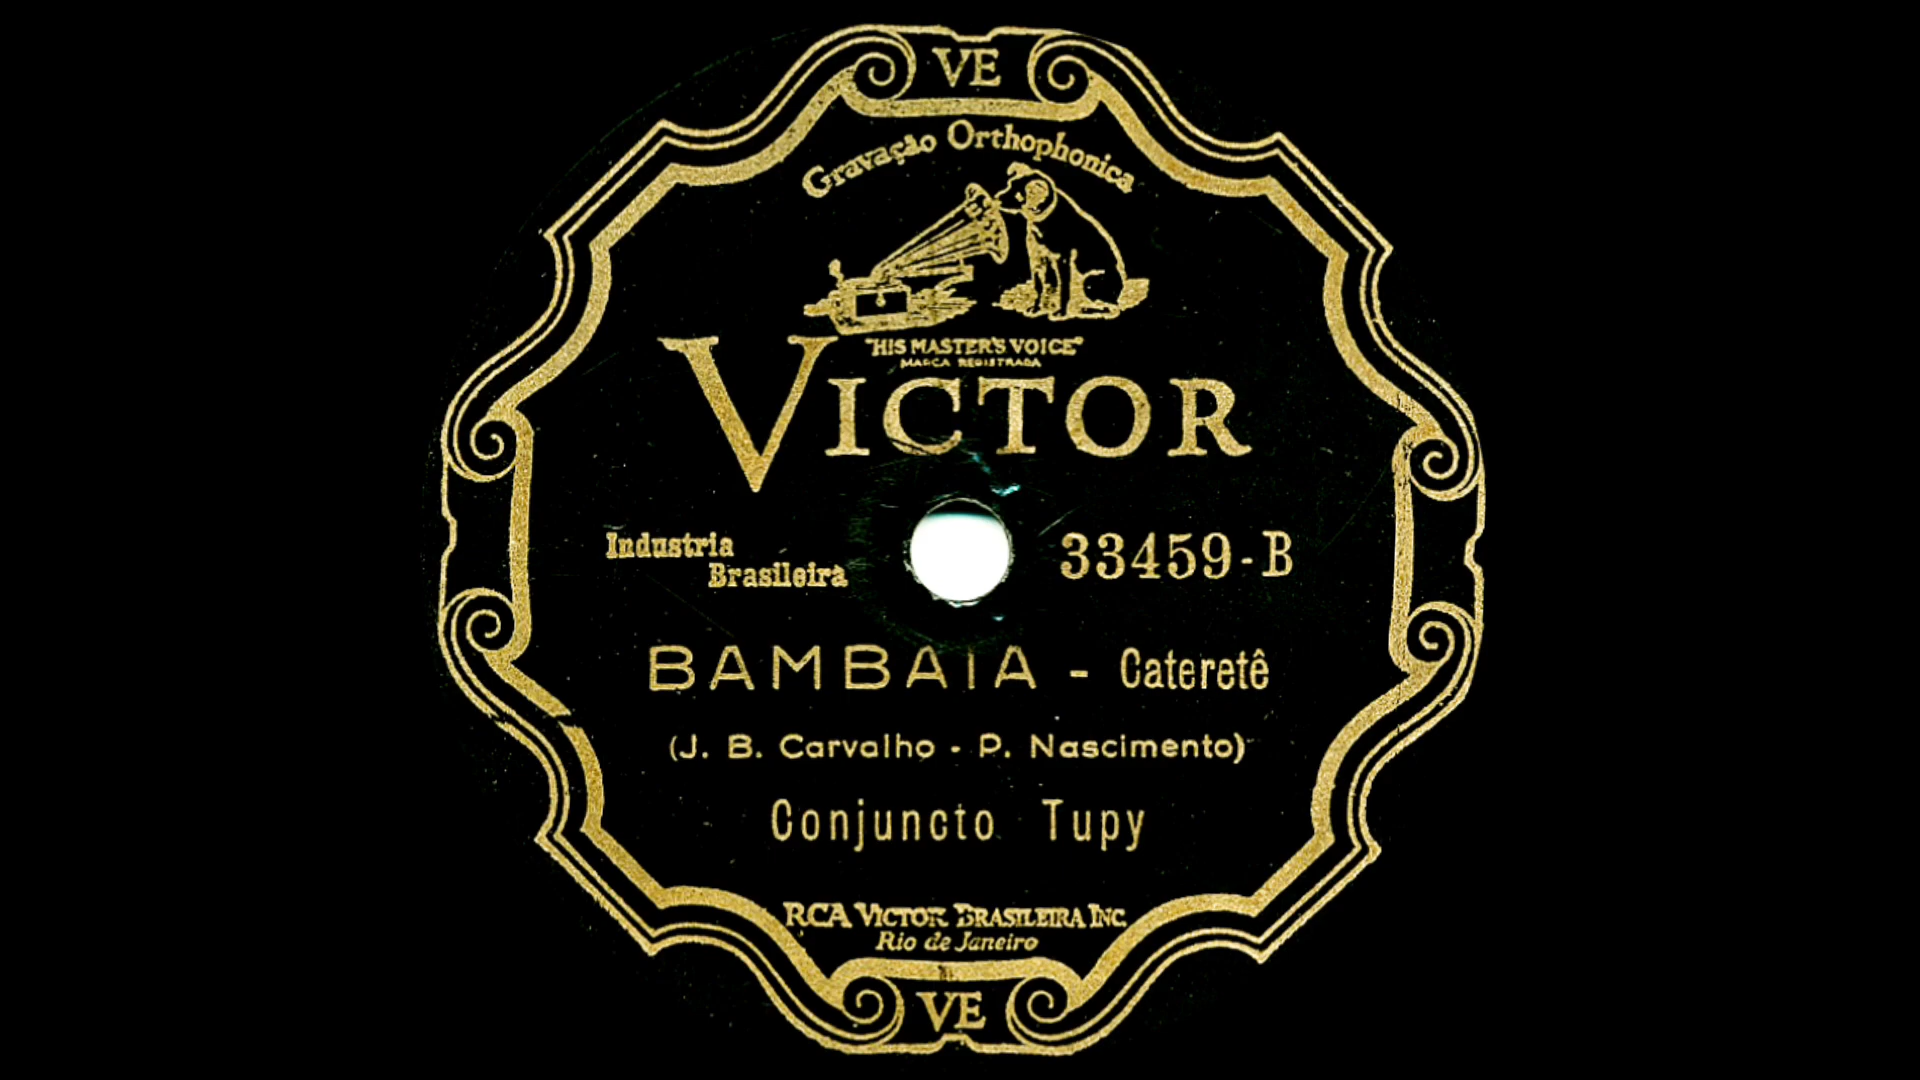 VE
Gravação Orthophonica
"HIS MASTER'S VOICE"
MARCA REGISTRADA
VICTOR
Industria
Brasileira
33459-B
BAMBAIA - Cateretê
(J. B. Carvalho - P. Nascimento)
Conjuncto Tupy
RCA VICTOR BRASILEIRA INC.
Rio de Janeiro
VE